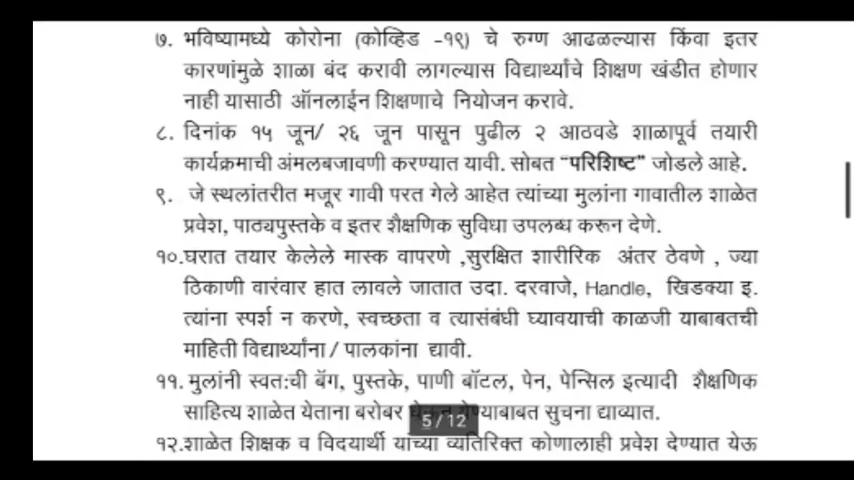 ७. भविष्यामध्ये कोरोना (कोव्हिड -१९) चे रुग्ण आढळल्यास किंवा इतर
कारणांमुळे शाळा बंद करावी लागल्यास विद्यार्थ्यांचे शिक्षण खंडीत होणार
नाही यासाठी ऑनलाईन शिक्षणाचे नियोजन करावे.
८. दिनांक १५ जून/ २६ जून पासून पुढील २ आठवडे शाळापूर्व तयारी
कार्यक्रमाची अंमलबजावणी करण्यात यावी. सोबत “परिशिष्ट” जोडले आहे.
९. जे स्थलांतरीत मजूर गावी परत गेले आहेत त्यांच्या मुलांना गावातील शाळेत
प्रवेश, पाठ्यपुस्तके व इतर शैक्षणिक सुविधा उपलब्ध करून देणे.
१०.घरात तयार केलेले मास्क वापरणे ,सुरक्षित शारीरिक अंतर ठेवणे , ज्या
ठिकाणी वारंवार हात लावले जातात उदा. दरवाजे, Handle, खिडक्या इ.
त्यांना स्पर्श न करणे, स्वच्छता व त्यासंबंधी घ्यावयाची काळजी याबाबतची
माहिती विद्यार्थ्यांना/ पालकांना द्यावी.
११. मुलांनी स्वत:ची बॅग, पुस्तके, पाणी बॉटल, पेन, पेन्सिल इत्यादी शैक्षणिक
साहित्य शाळेत येताना बरोबर सुचना द्याव्यात.
5/12
१२.शाळेत शिक्षक व विदयार्थी यांच्या व्यतिरिक्त कोणालाही प्रवेश देण्यात येऊ